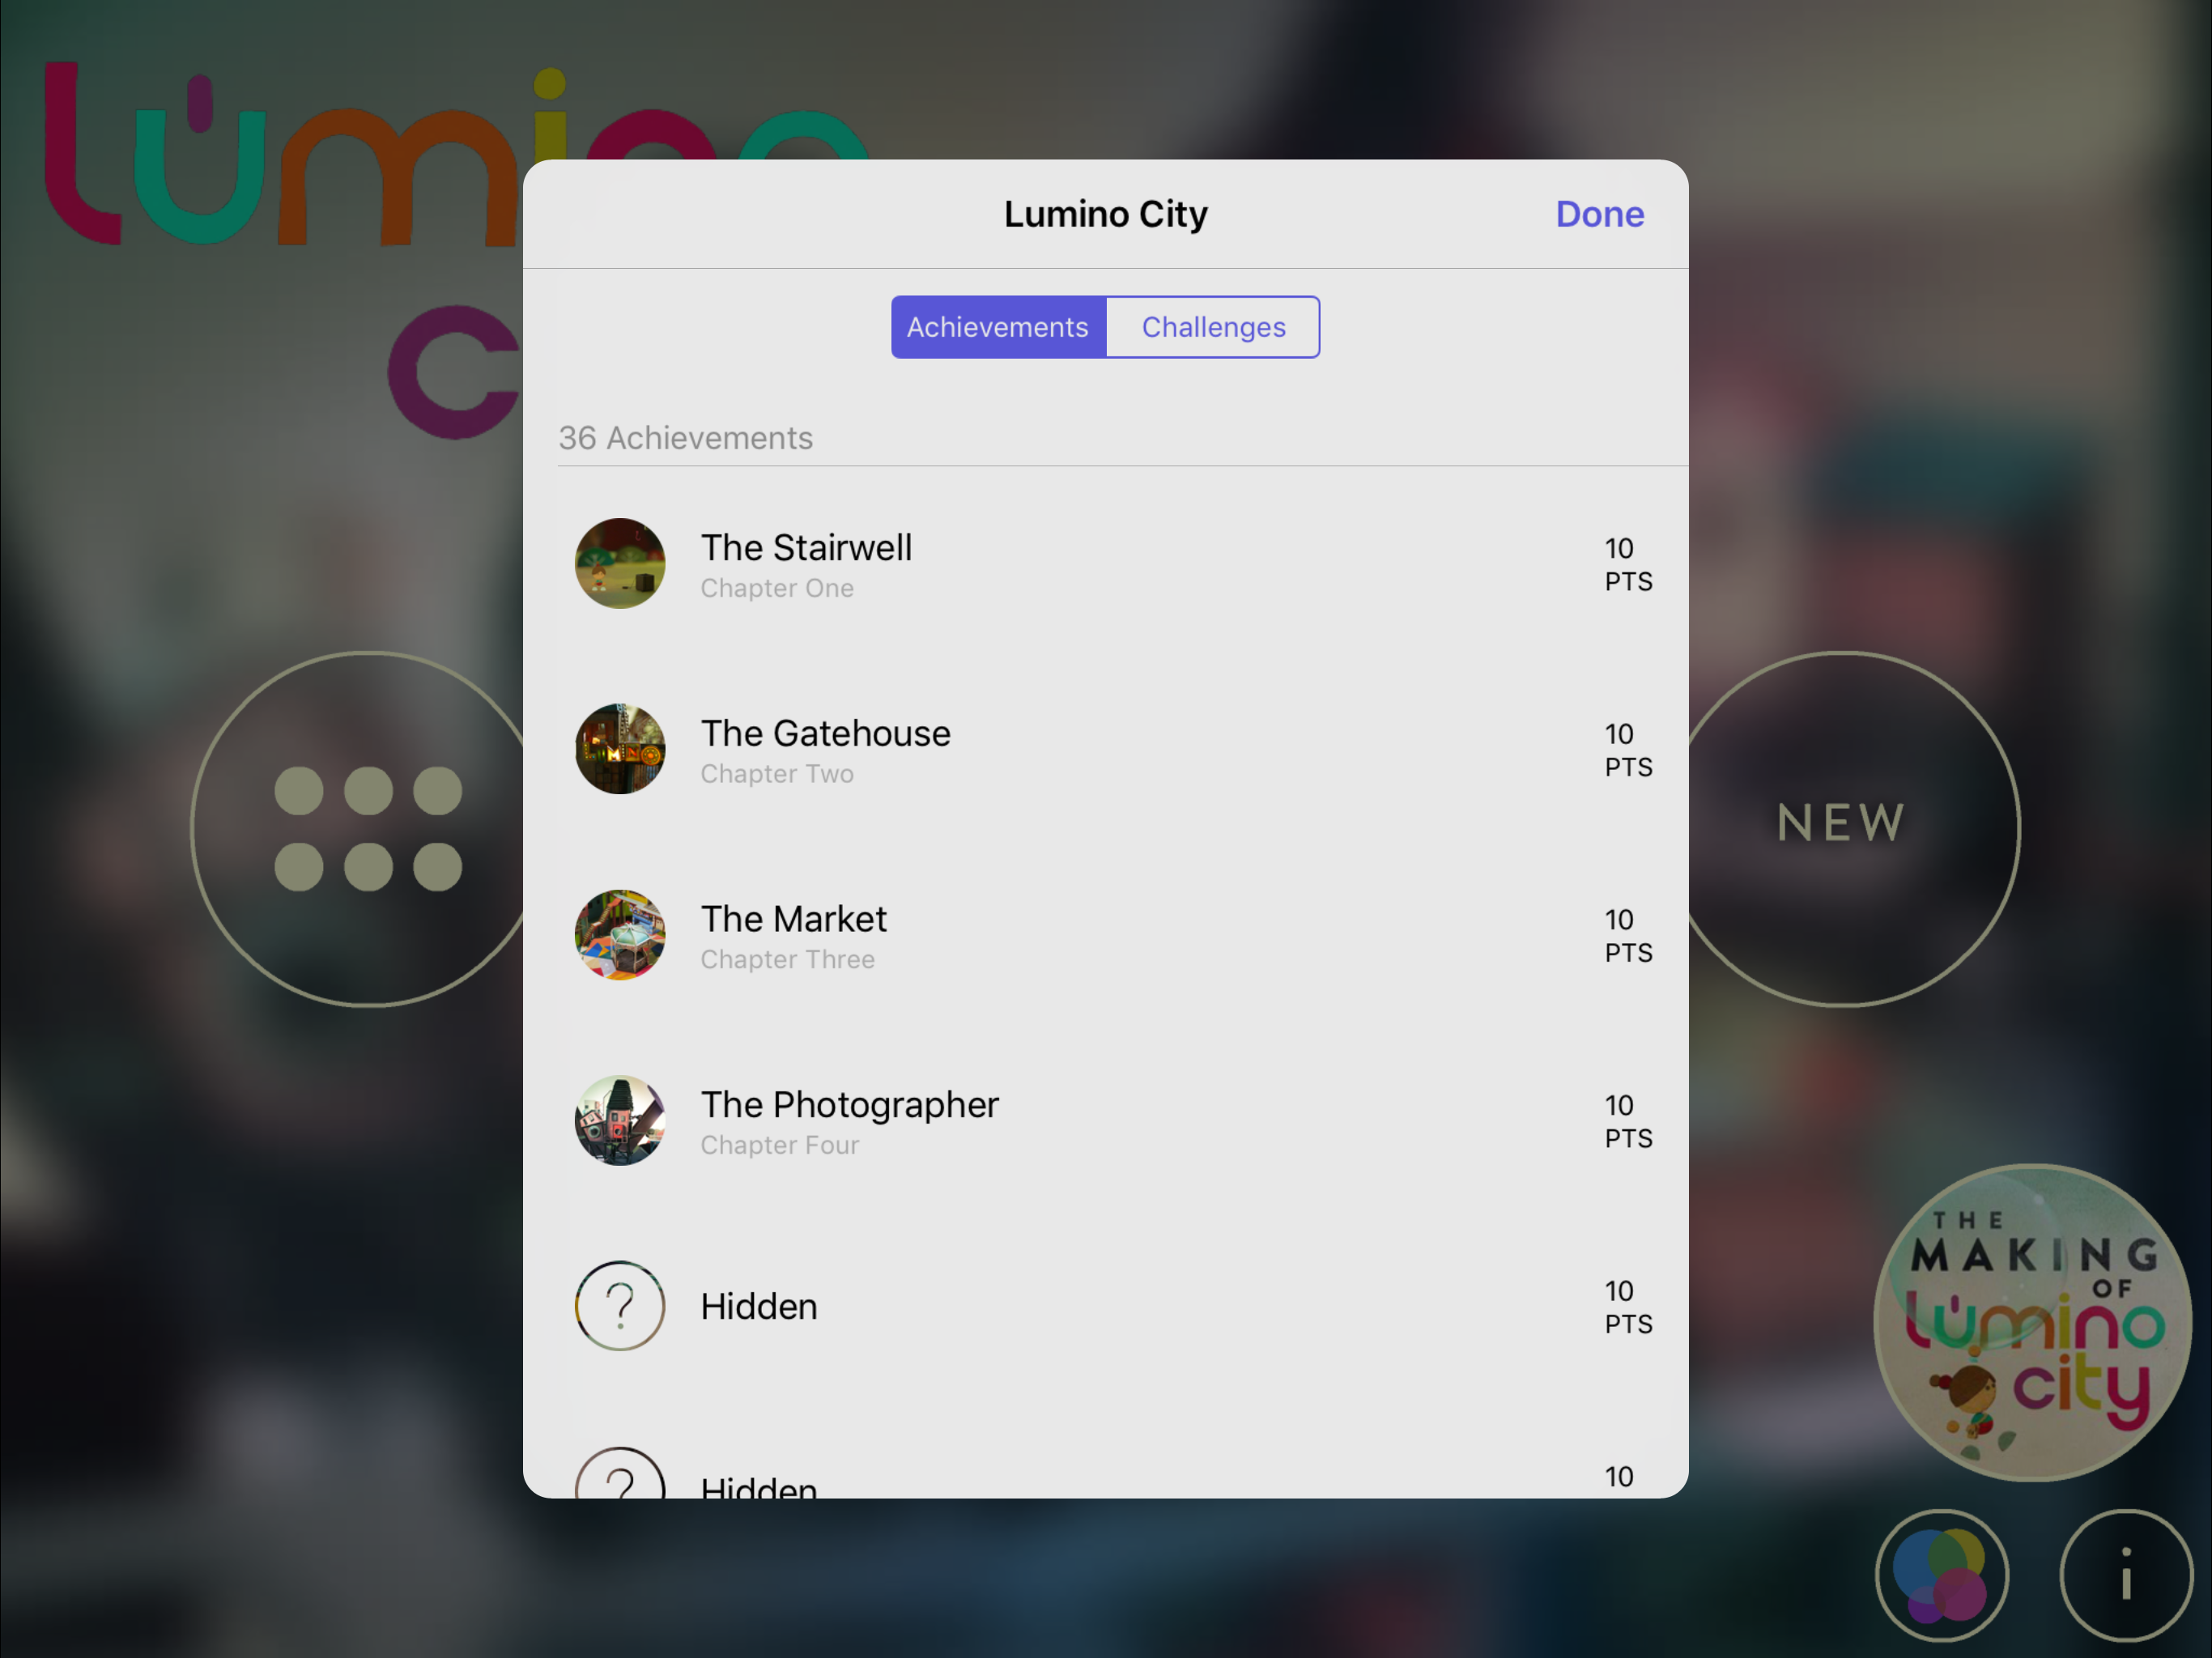 lumino
c
Lumino City
Done
Achievements
Challenges
36 Achievements
The Stairwell
Chapter One
10
PTS
The Gatehouse
Chapter Two
10
PTS
The Market
Chapter Three
10
PTS
The Photographer
Chapter Four
10
PTS
?
Hidden
10
PTS
?
Hidden
10
NEW
THE
MAKING
OF
lumino
city
i